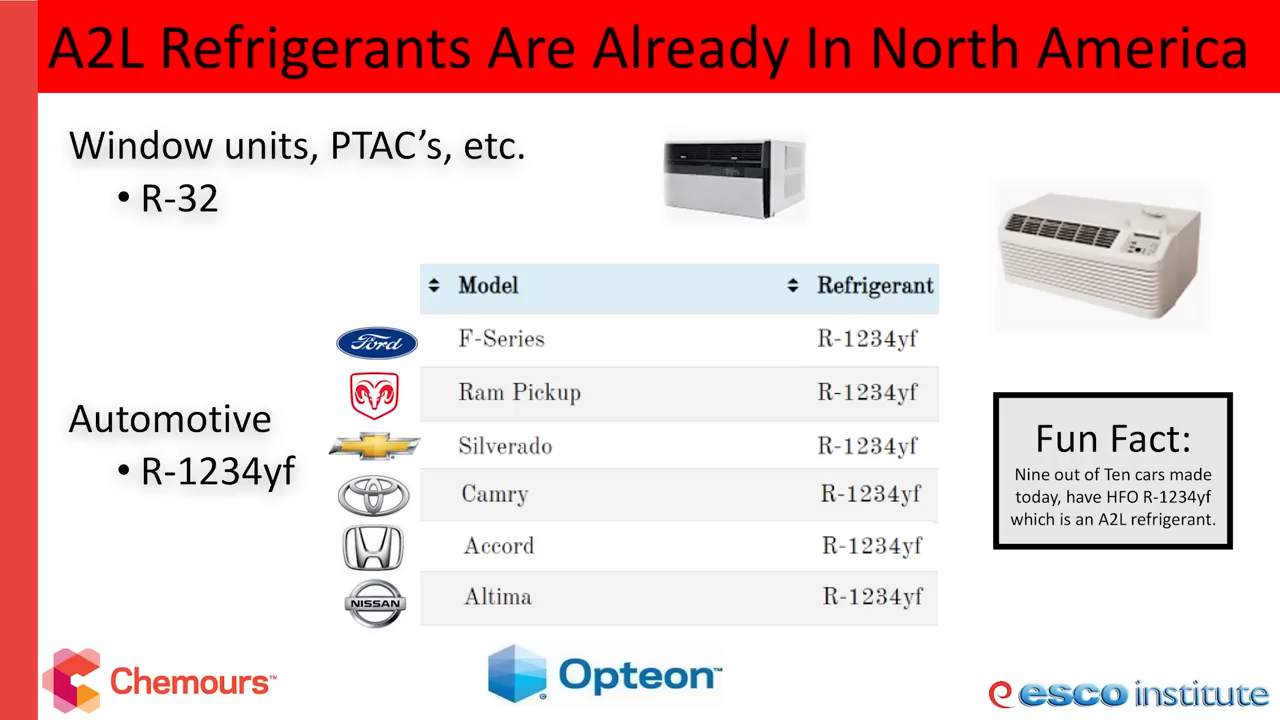 A2L Refrigerants Are Already In North America
Window units, PTAC’s, etc.
• R-32
Model Refrigerant
Ford F-Series R-1234yf
Ram Pickup R-1234yf
Silverado R-1234yf
Camry R-1234yf
Accord R-1234yf
NISSAN Altima R-1234yf
Automotive
• R-1234yf
Fun Fact:
Nine out of Ten cars made
today, have HFO R-1234yf
which is an A2L refrigerant.
Chemours™
Opteon™
esco institute